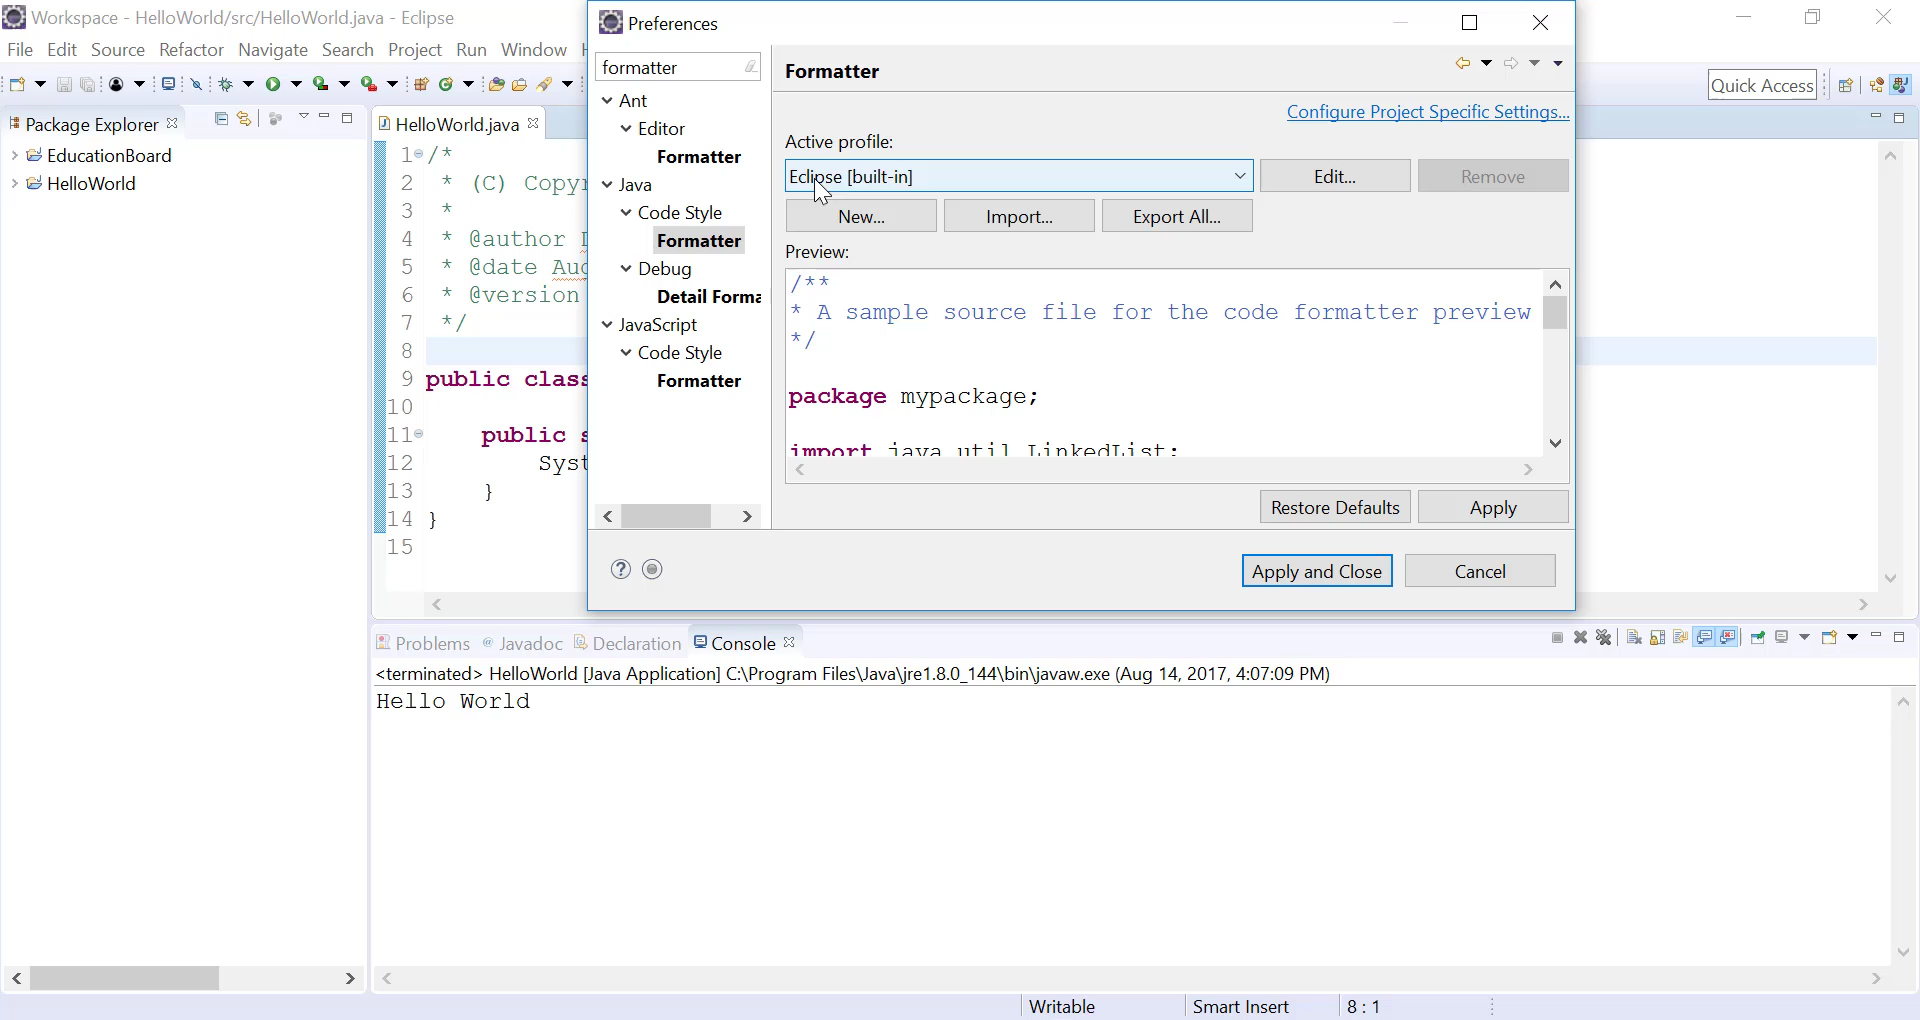 Workspace - HelloWorld/src/HelloWorld.java - Eclipse
File Edit Source Refactor Navigate Search Project Run Window
Quick Access
Package Explorer
EducationBoard
HelloWorld
HelloWorld.java
1 /*
2 * (C) Copyr
3 *
4 * @author
5 * @date Aug
6 * @version
7 */
8
9 public class
10
11 public s
12 Syst
13 }
14 }
15
Preferences
formatter
Ant
Editor
Formatter
Java
Code Style
Formatter
Debug
Detail Forma
JavaScript
Code Style
Formatter
Formatter
Configure Project Specific Settings...
Active profile:
Eclipse [built-in]
Edit...
Remove
New...
Import...
Export All...
Preview:
/**
* A sample source file for the code formatter preview
*/
package mypackage;
import java.util.LinkedList;
Restore Defaults
Apply
Apply and Close
Cancel
Problems @ Javadoc Declaration Console
<terminated> HelloWorld [Java Application] C:\Program Files\Java\jre1.8.0_144\bin\javaw.exe (Aug 14, 2017, 4:07:09 PM)
Hello World
Writable
Smart Insert
8 : 1